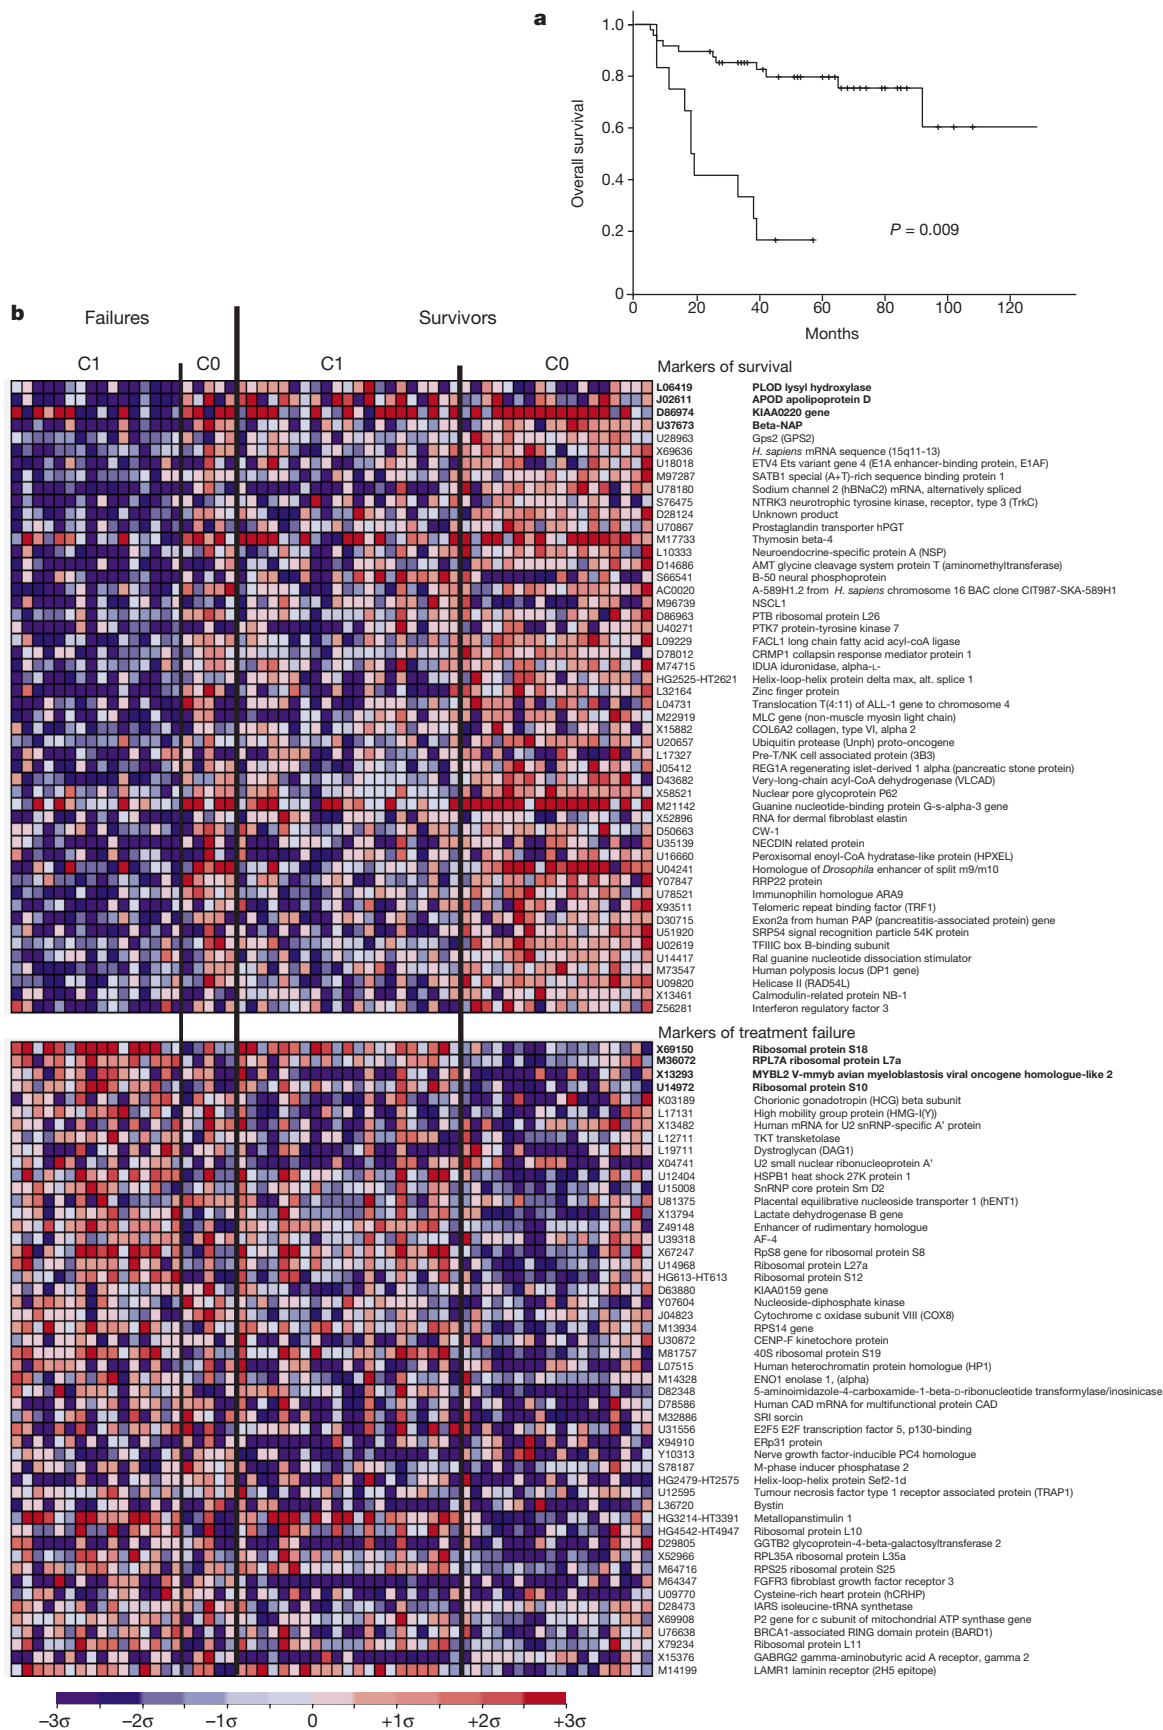 a
1.0
0.8
0.6
0.4
0.2
0
Overall survival
P = 0.009
20 40 60 80 100 120
Months
b
Failures Survivors
C1 C0 C1 C0
Markers of survival
L06419 PLOD lysyl hydroxylase
J02611 APOD apolipoprotein D
D86974 KIAA0220 gene
U37673 Beta-NAP
U28963 Gps2 (GPS2)
X69636 H. sapiens mRNA sequence (15q11-13)
U18018 ETV4 Ets variant gene 4 (E1A enhancer-binding protein, E1AF)
M97287 SATB1 special (A+T)-rich sequence binding protein 1
U78180 Sodium channel 2 (hBNaC2) mRNA, alternatively spliced
S76475 NTRK3 neurotrophic tyrosine kinase, receptor, type 3 (TrkC)
D28124 Unknown product
U70867 Prostaglandin transporter hPGT
M17733 Thymosin beta-4
L10333 Neuroendocrine-specific protein A (NSP)
D14686 AMT glycine cleavage system protein T (aminomethyltransferase)
S66541 B-50 neural phosphoprotein
AC0020 A-589H1.2 from H. sapiens chromosome 16 BAC clone CIT987-SKA-589H1
M96739 NSCL1
D86963 PTB ribosomal protein L26
U40271 PTK7 protein-tyrosine kinase 7
L09229 FACL1 long chain fatty acid acyl-coA ligase
D78012 CRMP1 collapsin response mediator protein 1
M74715 IDUA iduronidase, alpha-L-
HG2525-HT2621 Helix-loop-helix protein delta max, alt. splice 1
L32164 Zinc finger protein
L04731 Translocation T(4:11) of ALL-1 gene to chromosome 4
M22919 MLC gene (non-muscle myosin light chain)
X15882 COL6A2 collagen, type VI, alpha 2
U20657 Ubiquitin protease (Unph) proto-oncogene
L17327 Pre-T/NK cell associated protein (3B3)
J05412 REG1A regenerating islet-derived 1 alpha (pancreatic stone protein)
D43682 Very-long-chain acyl-CoA dehydrogenase (VLCAD)
X58521 Nuclear pore glycoprotein P62
M21142 Guanine nucleotide-binding protein G-s-alpha-3 gene
X52896 RNA for dermal fibroblast elastin
D50663 CW-1
U35139 NECDIN related protein
U16660 Peroxisomal enoyl-CoA hydratase-like protein (HPXEL)
U04241 Homologue of Drosophila enhancer of split m9/m10
Y07847 RRP22 protein
U78521 Immunophilin homologue ARA9
X93511 Telomeric repeat binding factor (TRF1)
D30715 Exon2a from human PAP (pancreatitis-associated protein) gene
U51920 SRP54 signal recognition particle 54K protein
U02619 TFIIIC box B-binding subunit
U14417 Ral guanine nucleotide dissociation stimulator
M73547 Human polyposis locus (DP1 gene)
U09820 Helicase II (RAD54L)
X13461 Calmodulin-related protein NB-1
Z56281 Interferon regulatory factor 3
Markers of treatment failure
X69150 Ribosomal protein S18
M36072 RPL7A ribosomal protein L7a
X13293 MYBL2 V-mmyb avian myeloblastosis viral oncogene homologue-like 2
U14972 Ribosomal protein S10
K03189 Chorionic gonadotropin (HCG) beta subunit
L17131 High mobility group protein (HMG-I(Y))
X13482 Human mRNA for U2 snRNP-specific A' protein
L12711 TKT transketolase
L19711 Dystroglycan (DAG1)
X04741 U2 small nuclear ribonucleoprotein A'
U12404 HSPB1 heat shock 27K protein 1
U15008 SnRNP core protein Sm D2
U81375 Placental equilibrative nucleoside transporter 1 (hENT1)
X13794 Lactate dehydrogenase B gene
Z49148 Enhancer of rudimentary homologue
U39318 AF-4
X67247 RpS8 gene for ribosomal protein S8
U14968 Ribosomal protein L27a
HG613-HT613 Ribosomal protein S12
D63880 KIAA0159 gene
Y07604 Nucleoside-diphosphate kinase
J04823 Cytochrome c oxidase subunit VIII (COX8)
M13934 RPS14 gene
U30872 CENP-F kinetochore protein
M81757 40S ribosomal protein S19
L07515 Human heterochromatin protein homologue (HP1)
M14328 ENO1 enolase 1, (alpha)
D82348 5-aminoimidazole-4-carboxamide-1-beta-D-ribonucleotide transformylase/inosinicase
D78586 Human CAD mRNA for multifunctional protein CAD
M32886 SRI sorcin
U31556 E2F5 E2F transcription factor 5, p130-binding
X94910 ERp31 protein
Y10313 Nerve growth factor-inducible PC4 homologue
S78187 M-phase inducer phosphatase 2
HG2479-HT2575 Helix-loop-helix protein Sef2-1d
U12595 Tumour necrosis factor type 1 receptor associated protein (TRAP1)
L36720 Bystin
HG3214-HT3391 Metallopanstimulin 1
HG4542-HT4947 Ribosomal protein L10
D29805 GGTB2 glycoprotein-4-beta-galactosyltransferase 2
X52966 RPL35A ribosomal protein L35a
M64716 RPS25 ribosomal protein S25
M64347 FGFR3 fibroblast growth factor receptor 3
U09770 Cysteine-rich heart protein (hCRHP)
D28473 IARS isoleucine-tRNA synthetase
X69908 P2 gene for c subunit of mitochondrial ATP synthase gene
U76638 BRCA1-associated RING domain protein (BARD1)
X79234 Ribosomal protein L11
X15376 GABRG2 gamma-aminobutyric acid A receptor, gamma 2
M14199 LAMR1 laminin receptor (2H5 epitope)
−3σ −2σ −1σ 0 +1σ +2σ +3σ